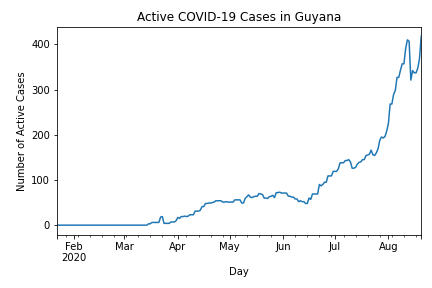 Active COVID-19 Cases in Guyana
Number of Active Cases
400
300
200
100
0
Feb Mar Apr May Jun Jul Aug
2020
Day